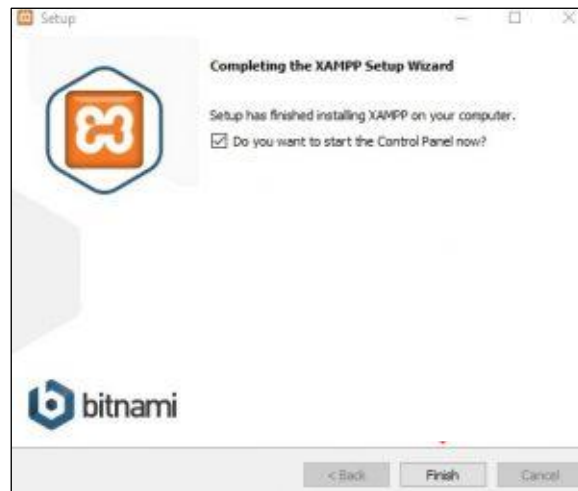 Setup
Completing the XAMPP Setup Wizard
Setup has finished installing XAMPP on your computer.
Do you want to start the Control Panel now?
bitnami
< Back
Finish
Cancel